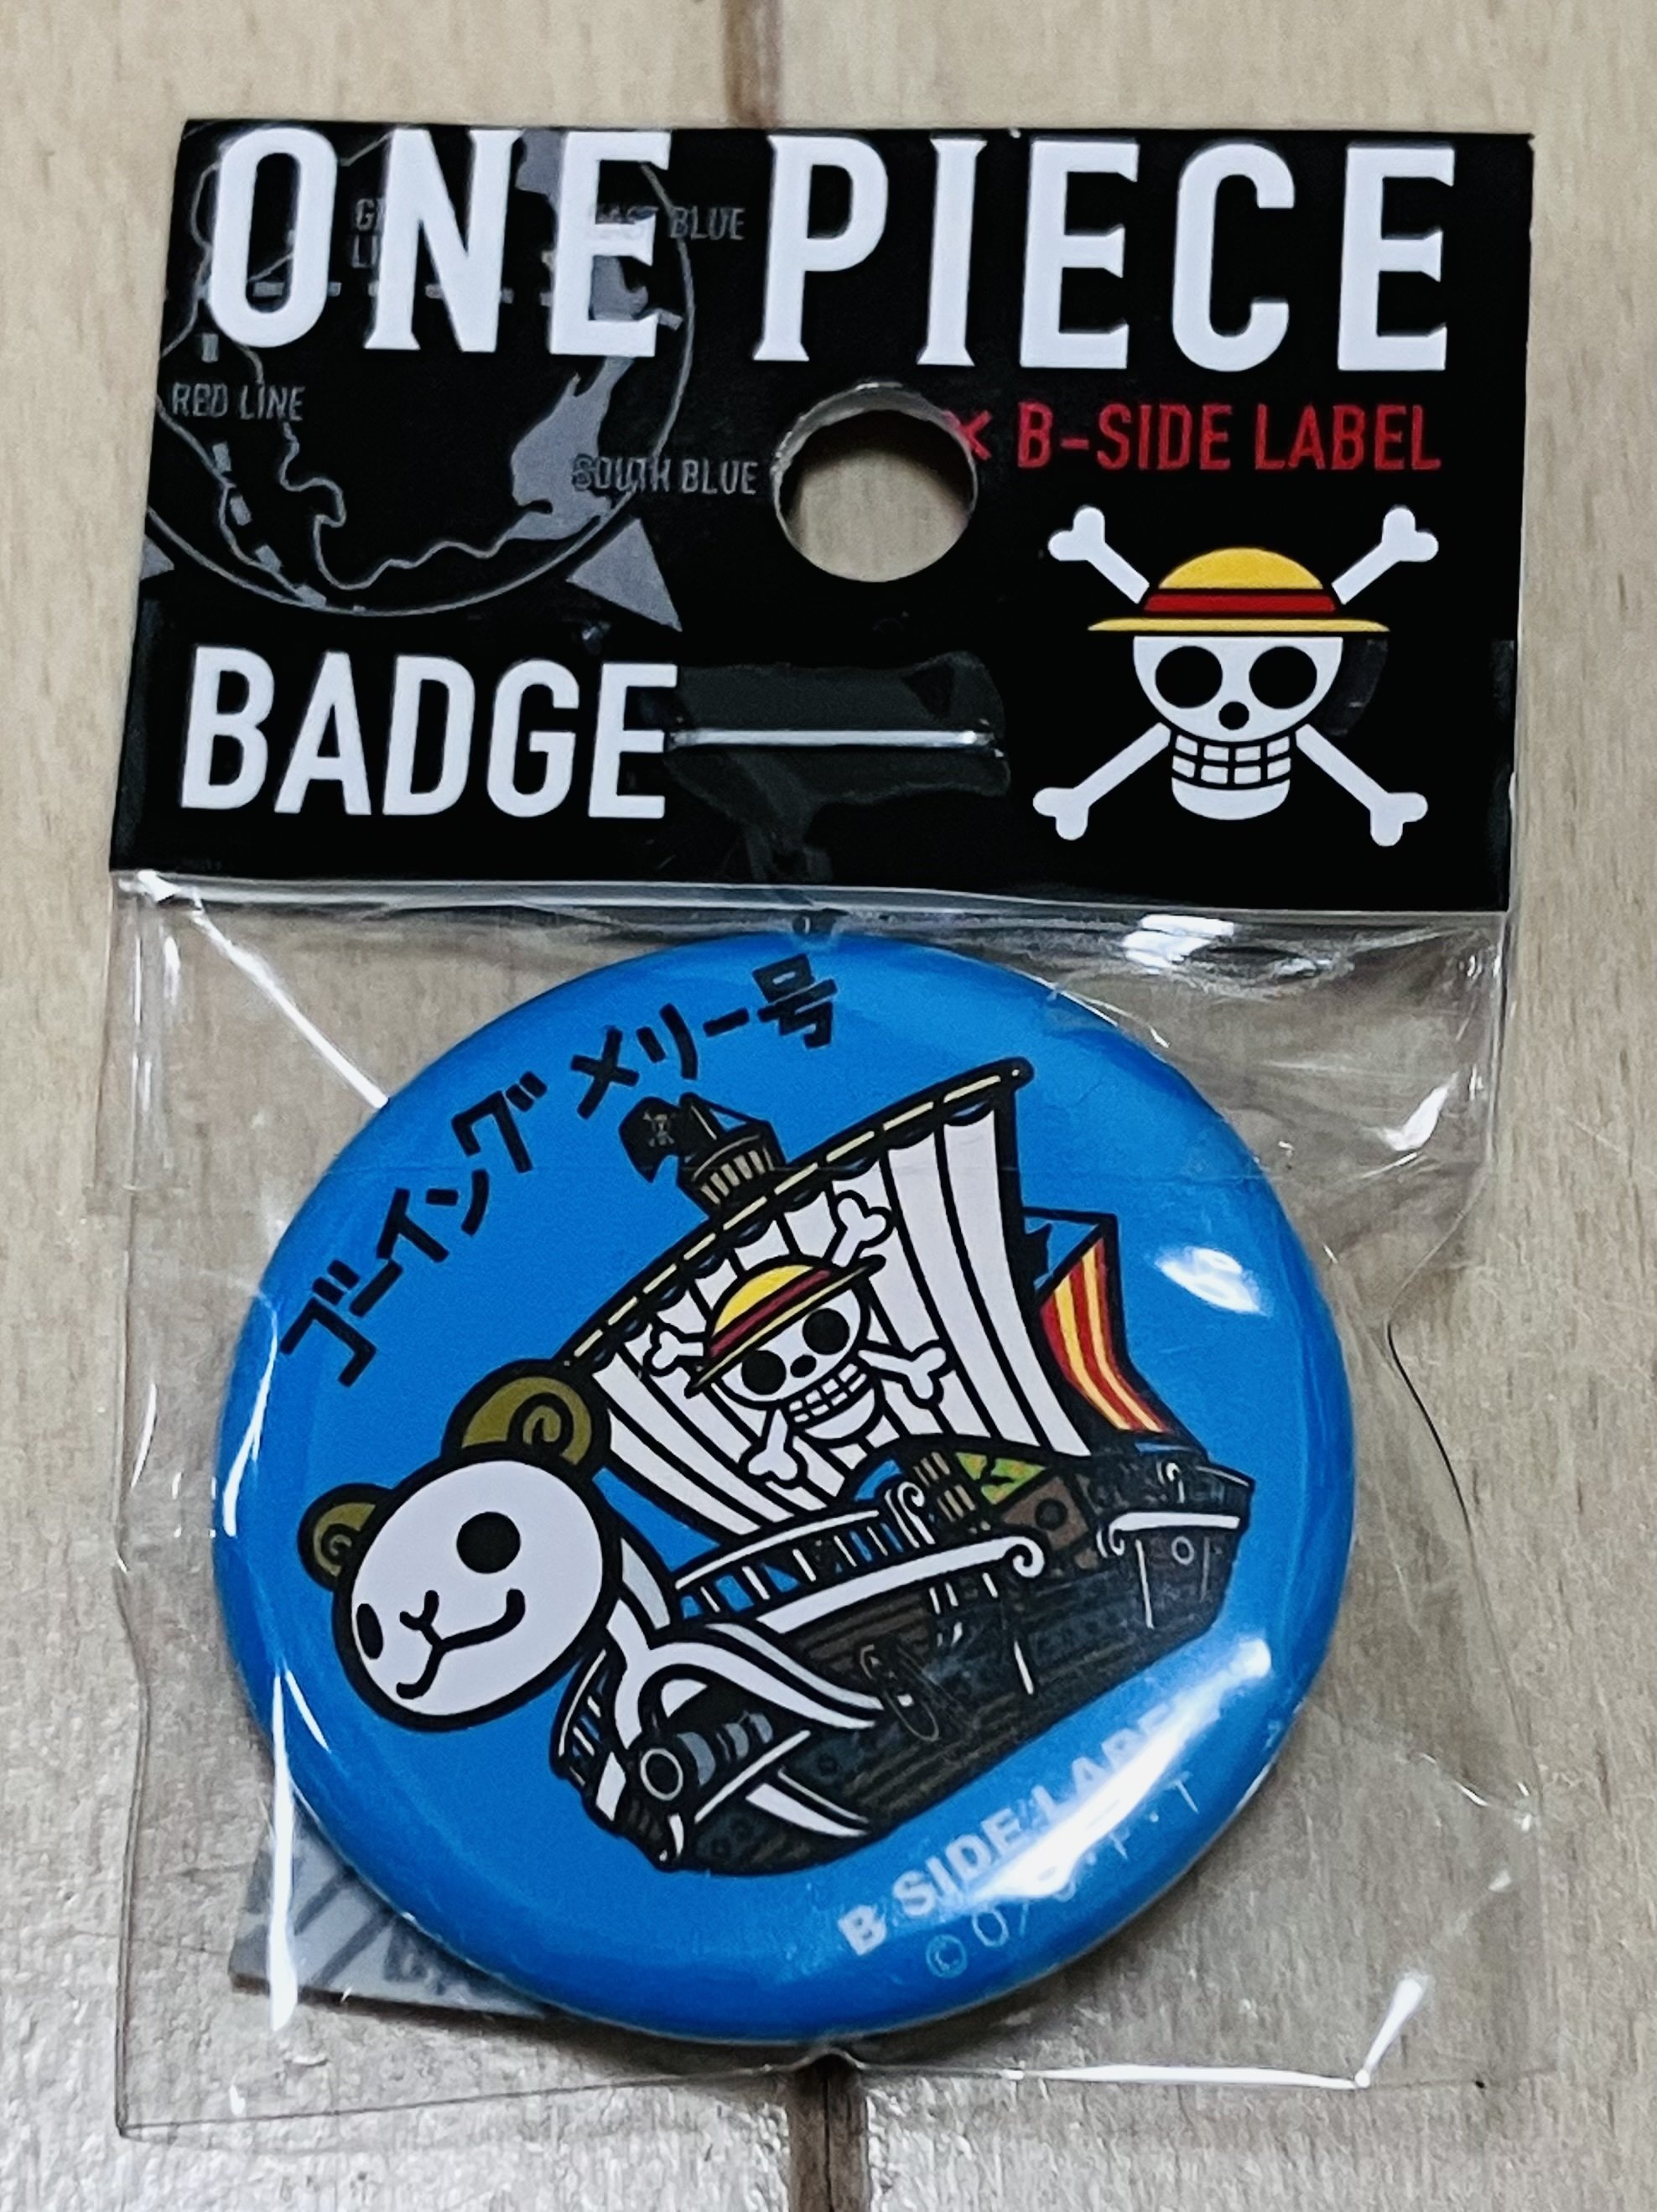 ONE PIECE
BLUE
RED LINE
× B-SIDE LABEL
SOUTH BLUE
BADGE
ゴーイング メリー号
B-SIDE LABEL